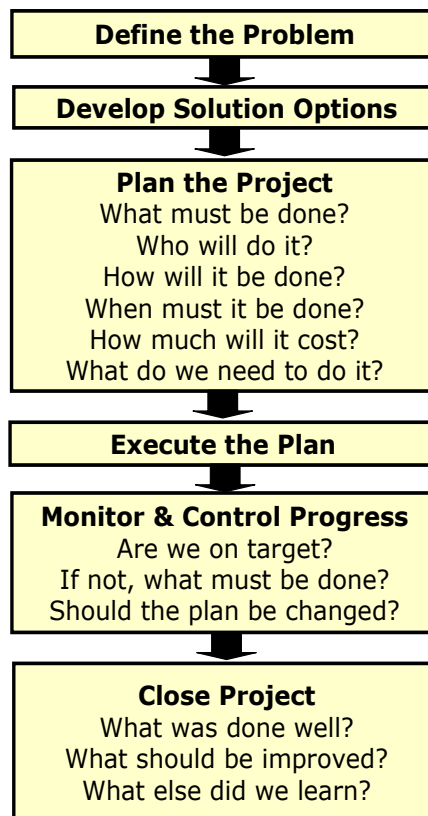 Define the Problem
Develop Solution Options
Plan the Project
What must be done?
Who will do it?
How will it be done?
When must it be done?
How much will it cost?
What do we need to do it?
Execute the Plan
Monitor & Control Progress
Are we on target?
If not, what must be done?
Should the plan be changed?
Close Project
What was done well?
What should be improved?
What else did we learn?